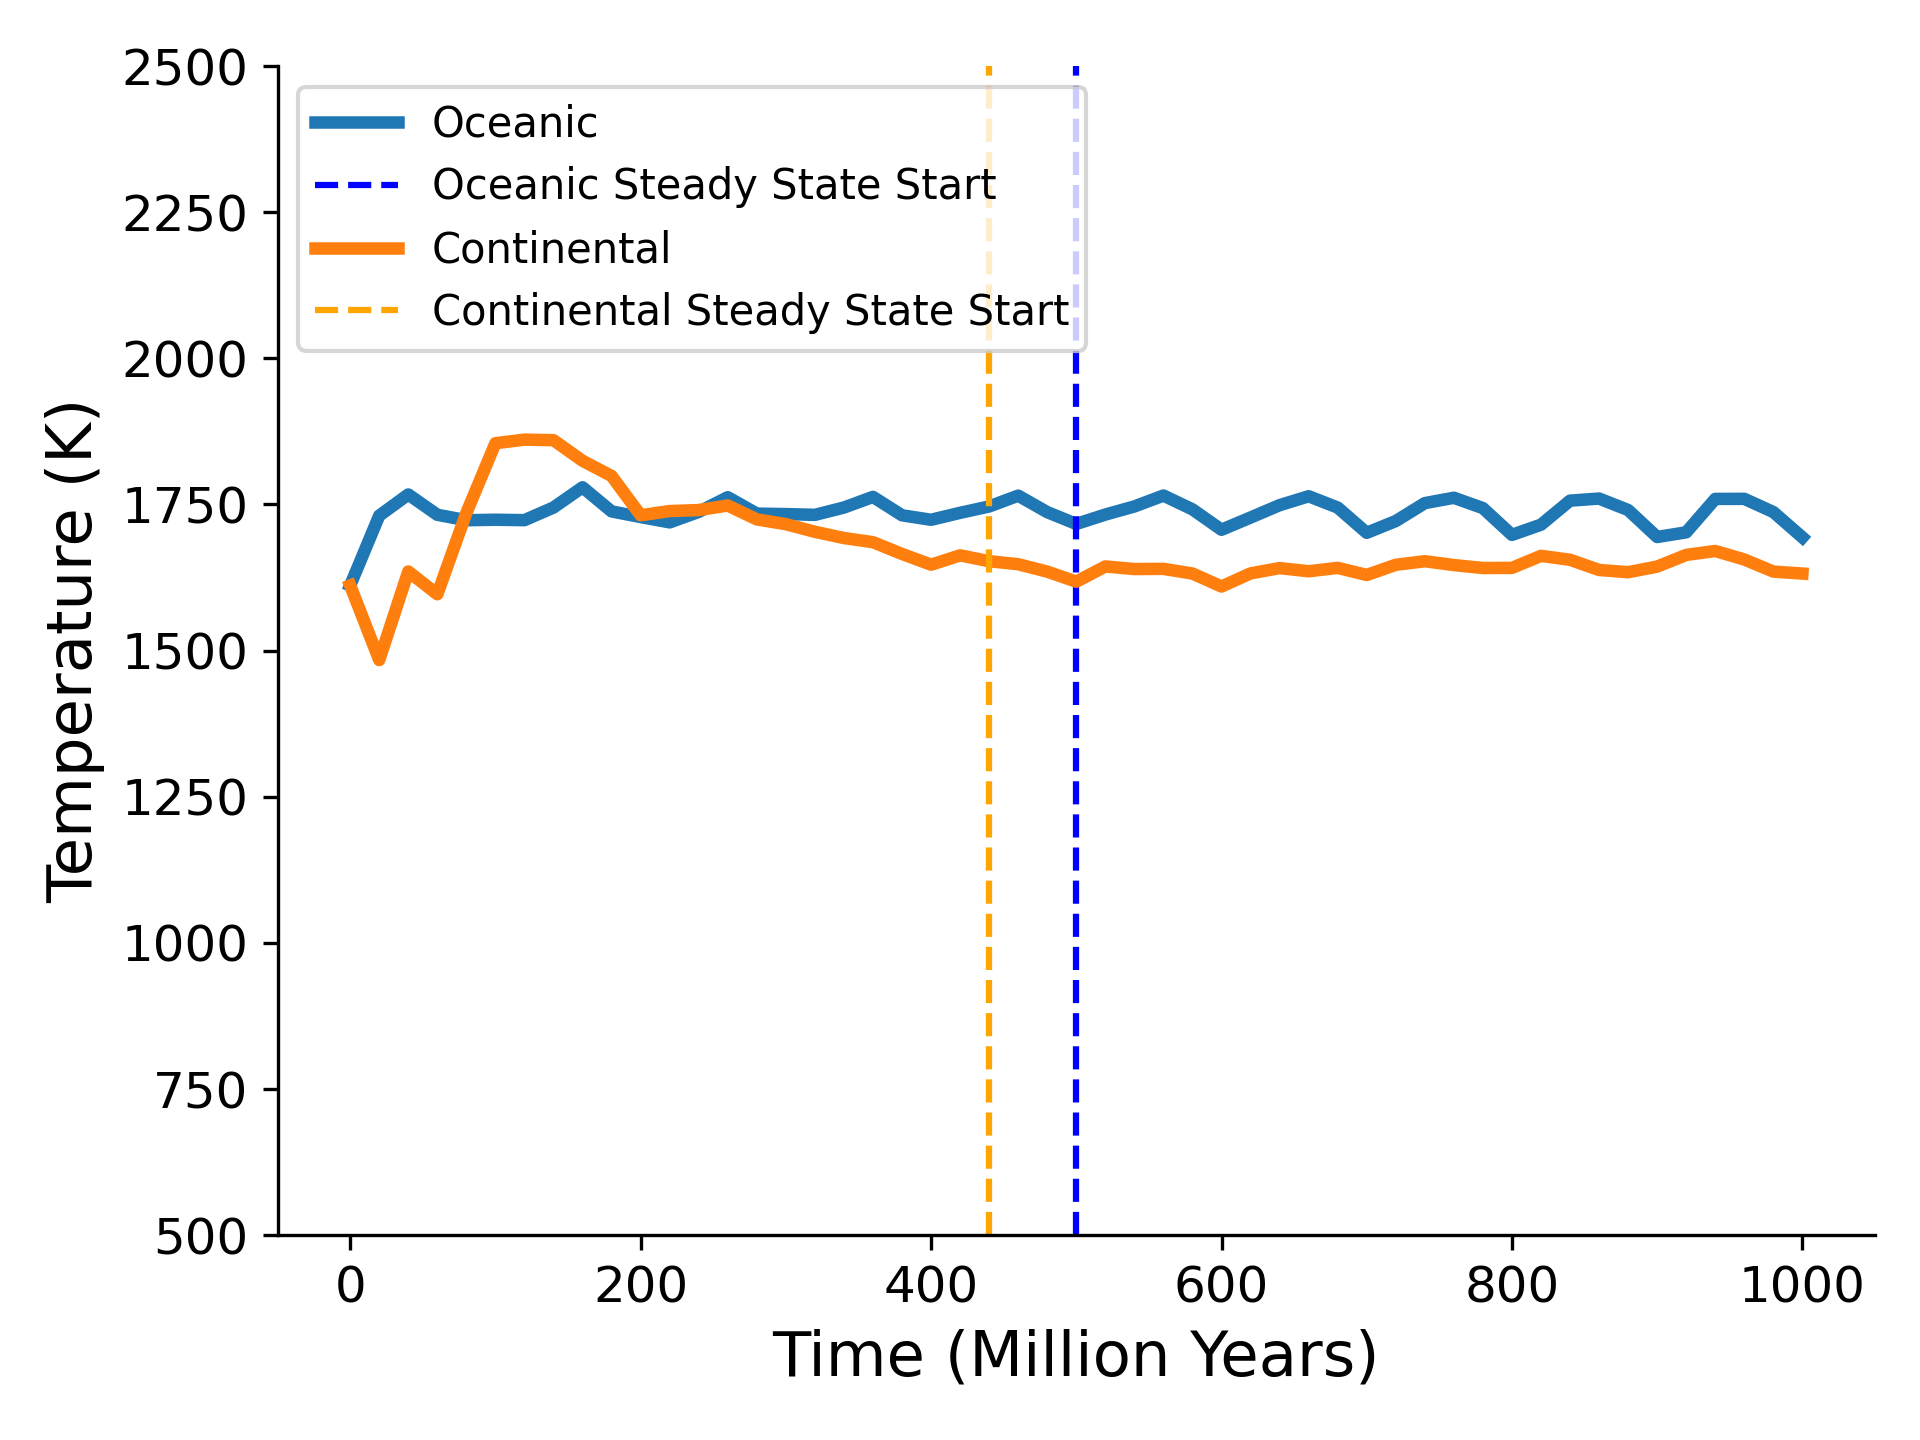 2500
2250
2000
1750
1500
1250
1000
750
500
Temperature (K)
Oceanic
Oceanic Steady State Start
Continental
Continental Steady State Start
0 200 400 600 800 1000
Time (Million Years)